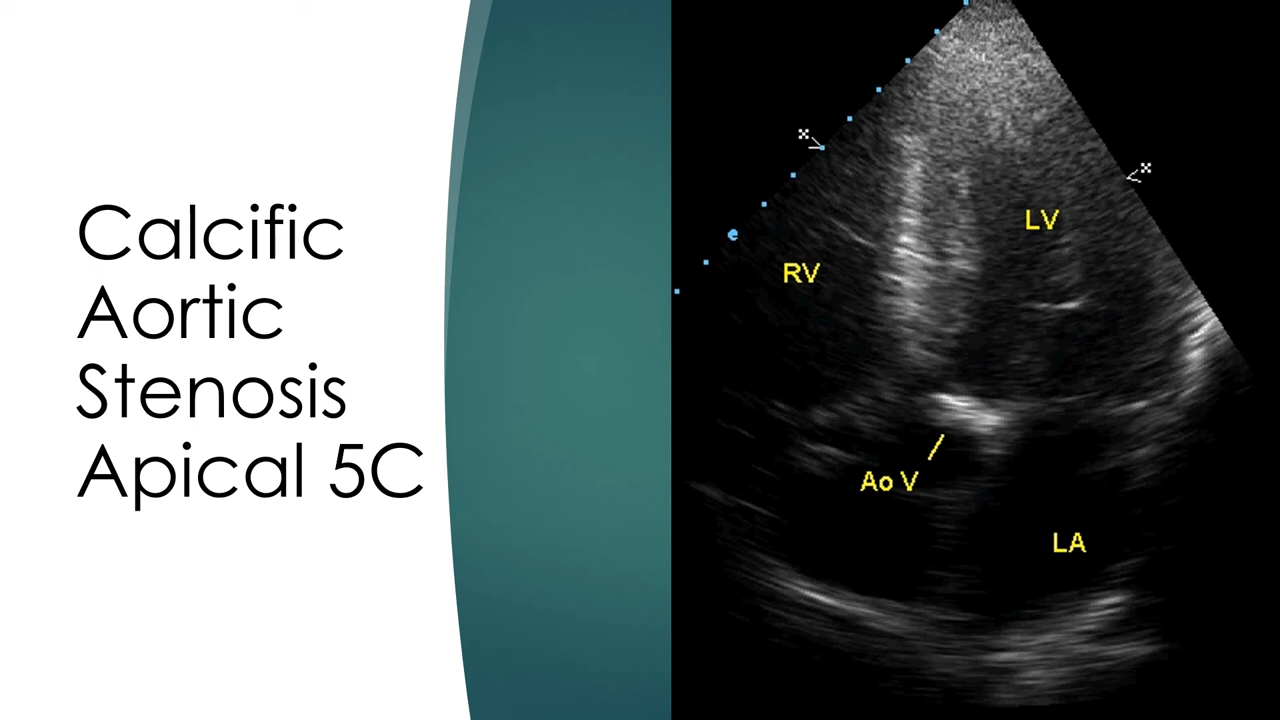 Calcific
Aortic
Stenosis
Apical 5C
x
x
LV
RV
Ao V
LA